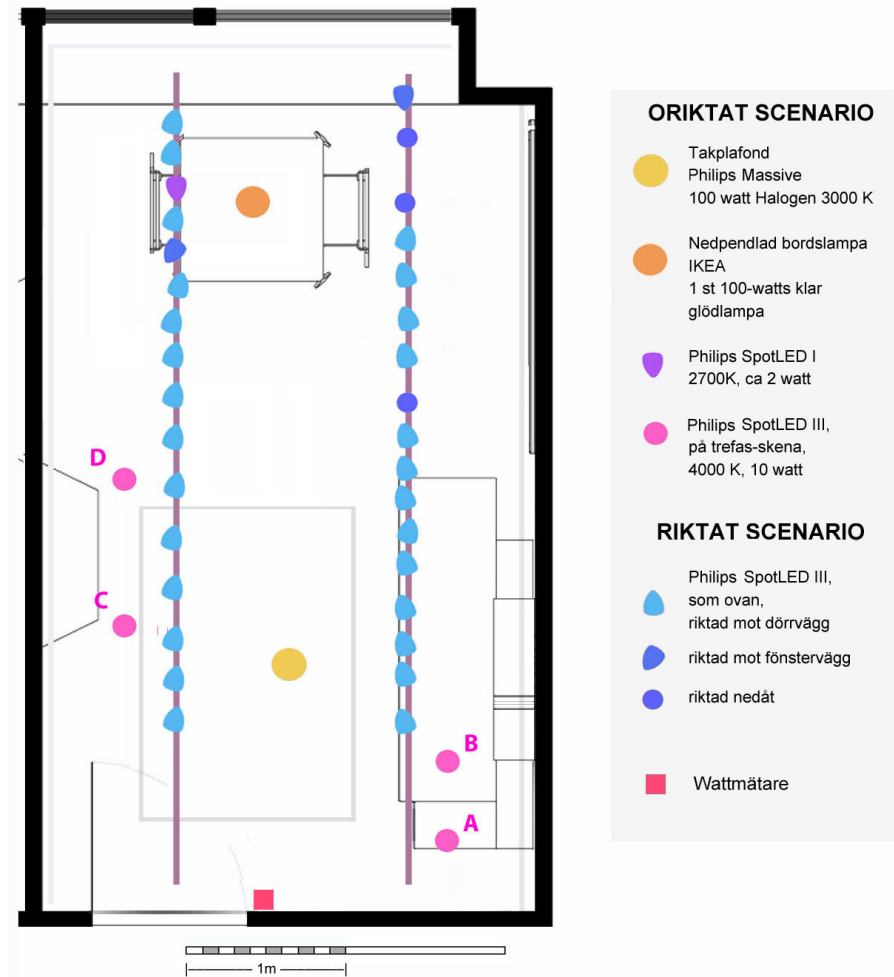 ORIKTAT SCENARIO
Takplafond
Philips Massive
100 watt Halogen 3000 K
Nedpendlad bordslampa
IKEA
1 st 100-watts klar
glödlampa
Philips SpotLED I
2700K, ca 2 watt
Philips SpotLED III,
på trefas-skena,
4000 K, 10 watt
RIKTAT SCENARIO
Philips SpotLED III,
som ovan,
riktad mot dörrvägg
riktad mot fönstervägg
riktad nedåt
Wattmätare
D
C
B
A
1m